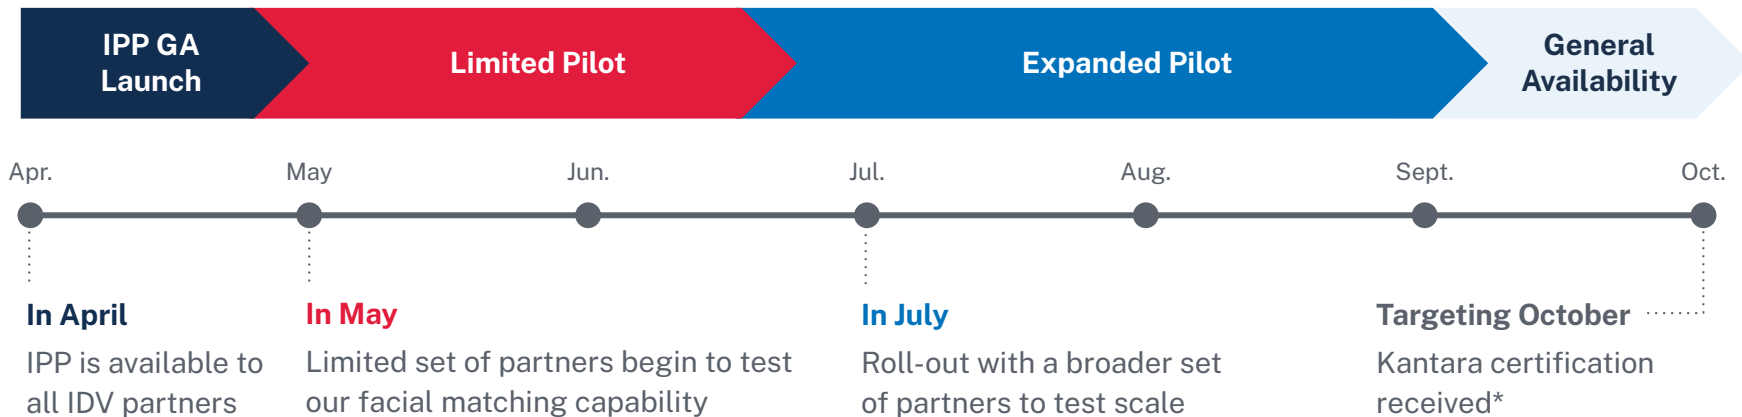 IPP GA
Launch
Limited Pilot
Expanded Pilot
General
Availability
Apr.
May
Jun.
Jul.
Aug.
Sept.
Oct.
In April
IPP is available to
all IDV partners
In May
Limited set of partners begin to test
our facial matching capability
In July
Roll-out with a broader set
of partners to test scale
Targeting October
Kantara certification
received*